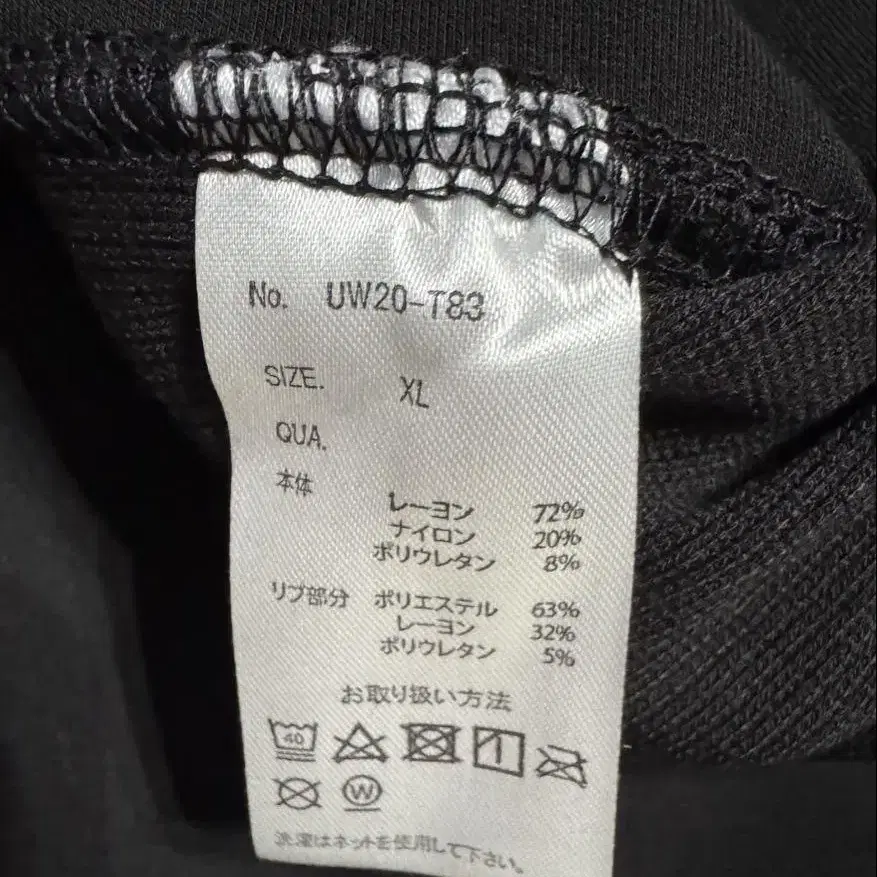 No. UW20-T83
SIZE. XL
QUA.
本体
レーヨン 72%
ナイロン 20%
ポリウレタン 8%
リブ部分 ポリエステル 63%
レーヨン 32%
ポリウレタン 5%
お取り扱い方法
40
W
洗濯はネットを使用して下さい。